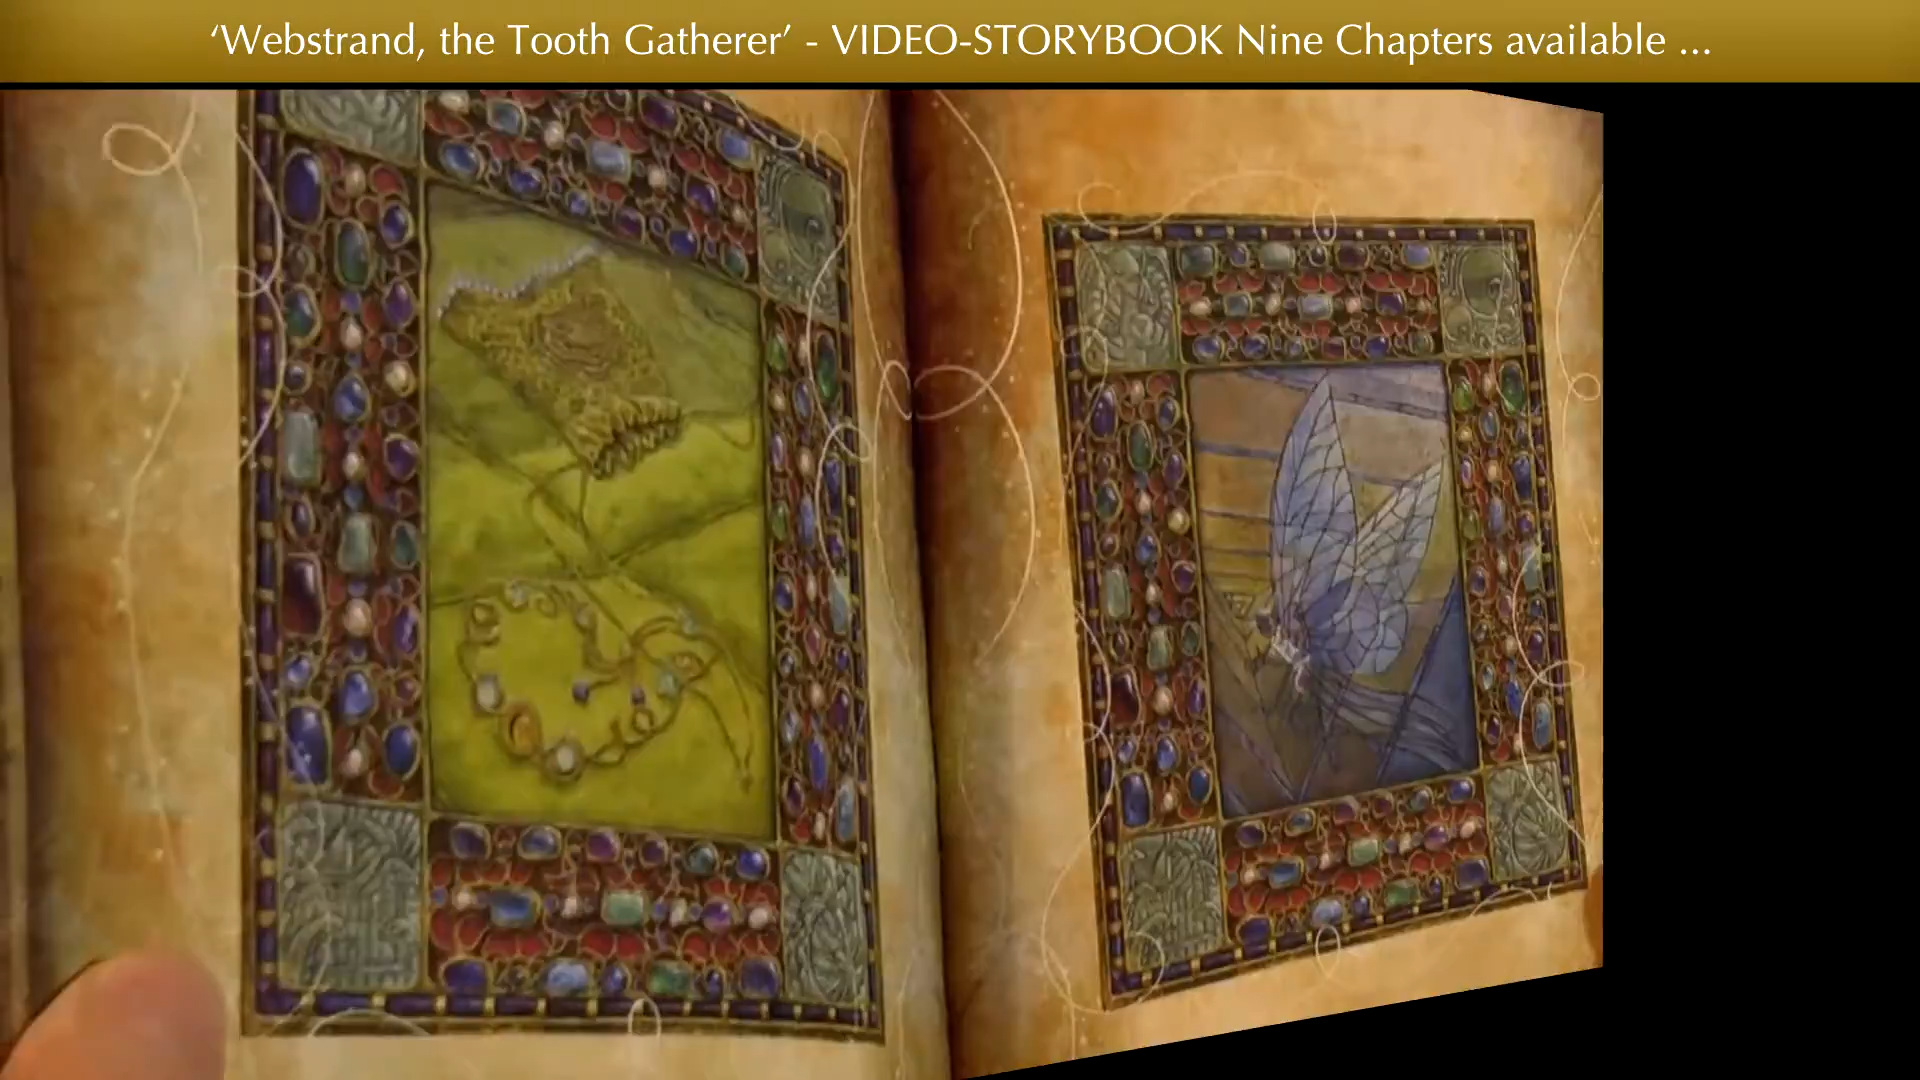 ‘Webstrand, the Tooth Gatherer’ - VIDEO-STORYBOOK Nine Chapters available ...